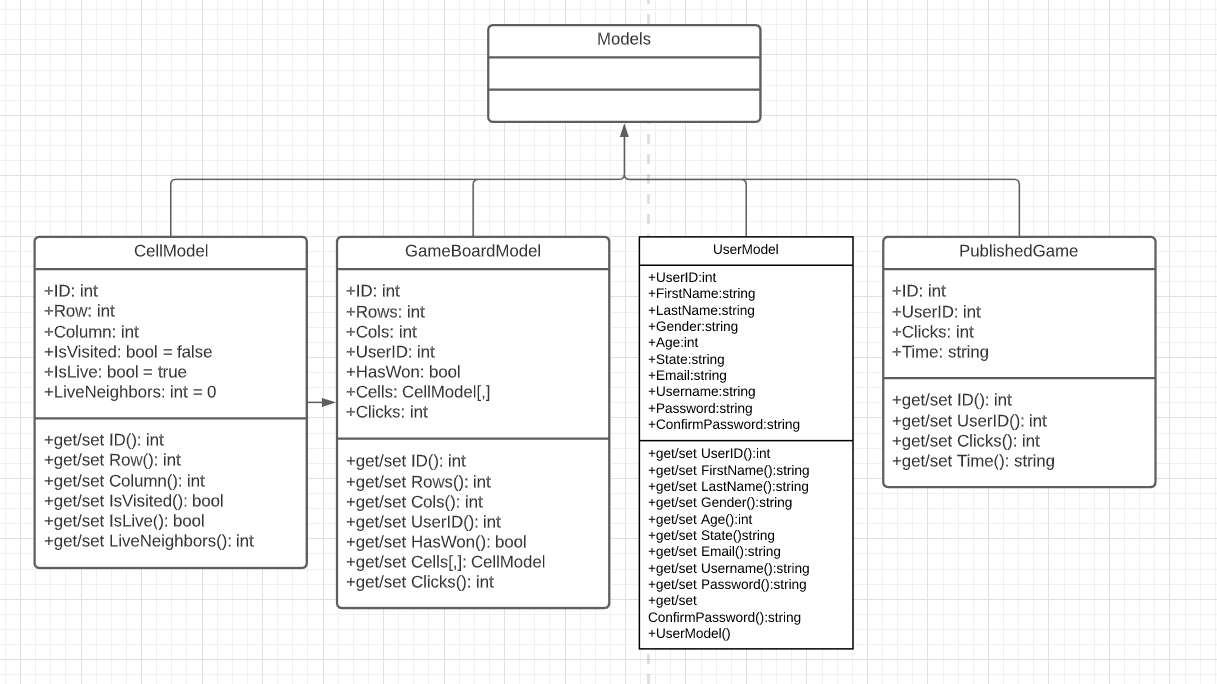 Models
CellModel
+ID: int
+Row: int
+Column: int
+IsVisited: bool = false
+IsLive: bool = true
+LiveNeighbors: int = 0
+get/set ID(): int
+get/set Row(): int
+get/set Column(): int
+get/set IsVisited(): bool
+get/set IsLive(): bool
+get/set LiveNeighbors(): int
GameBoardModel
+ID: int
+Rows: int
+Cols: int
+UserID: int
+HasWon: bool
+Cells: CellModel[,]
+Clicks: int
+get/set ID(): int
+get/set Rows(): int
+get/set Cols(): int
+get/set UserID(): int
+get/set HasWon(): bool
+get/set Cells[,]: CellModel
+get/set Clicks(): int
UserModel
+UserID:int
+FirstName:string
+LastName:string
+Gender:string
+Age:int
+State:string
+Email:string
+Username:string
+Password:string
+ConfirmPassword:string
+get/set UserID():int
+get/set FirstName():string
+get/set LastName():string
+get/set Gender():string
+get/set Age():int
+get/set State()string
+get/set Email():string
+get/set Username():string
+get/set Password():string
+get/set
ConfirmPassword():string
+UserModel()
PublishedGame
+ID: int
+UserID: int
+Clicks: int
+Time: string
+get/set ID(): int
+get/set UserID(): int
+get/set Clicks(): int
+get/set Time(): string